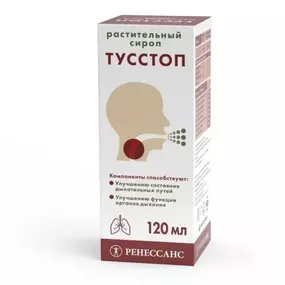 растительный
сироп
ТУССТОП
Компоненты способствуют:
Улучшению состояния
дыхательных путей
Улучшению функции
органов дыхания
120 мл
РЕНЕССАНС